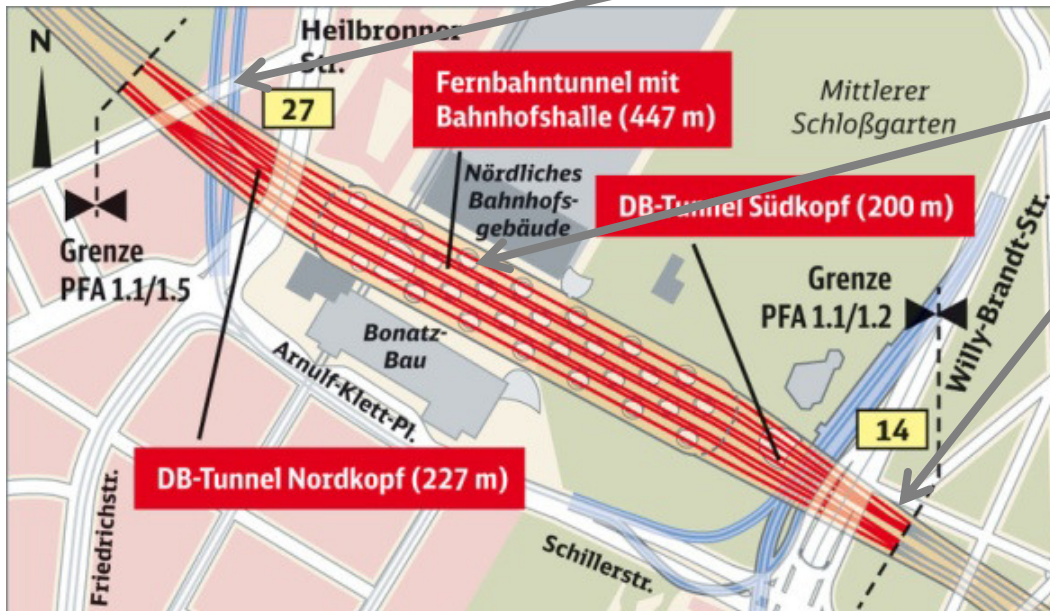 N
Heilbronner
Str.
27
Fernbahntunnel mit
Bahnhofshalle (447 m)
Mittlerer
Schloßgarten
Nördliches
Bahnhofs-
gebäude
DB-Tunnel Südkopf (200 m)
Grenze
PFA 1.1/1.5
Grenze
PFA 1.1/1.2
Willy-Brandt-Str.
Bonatz-
Bau
Arnulf-Klett-Pl.
14
DB-Tunnel Nordkopf (227 m)
Friedrichstr.
Schillerstr.